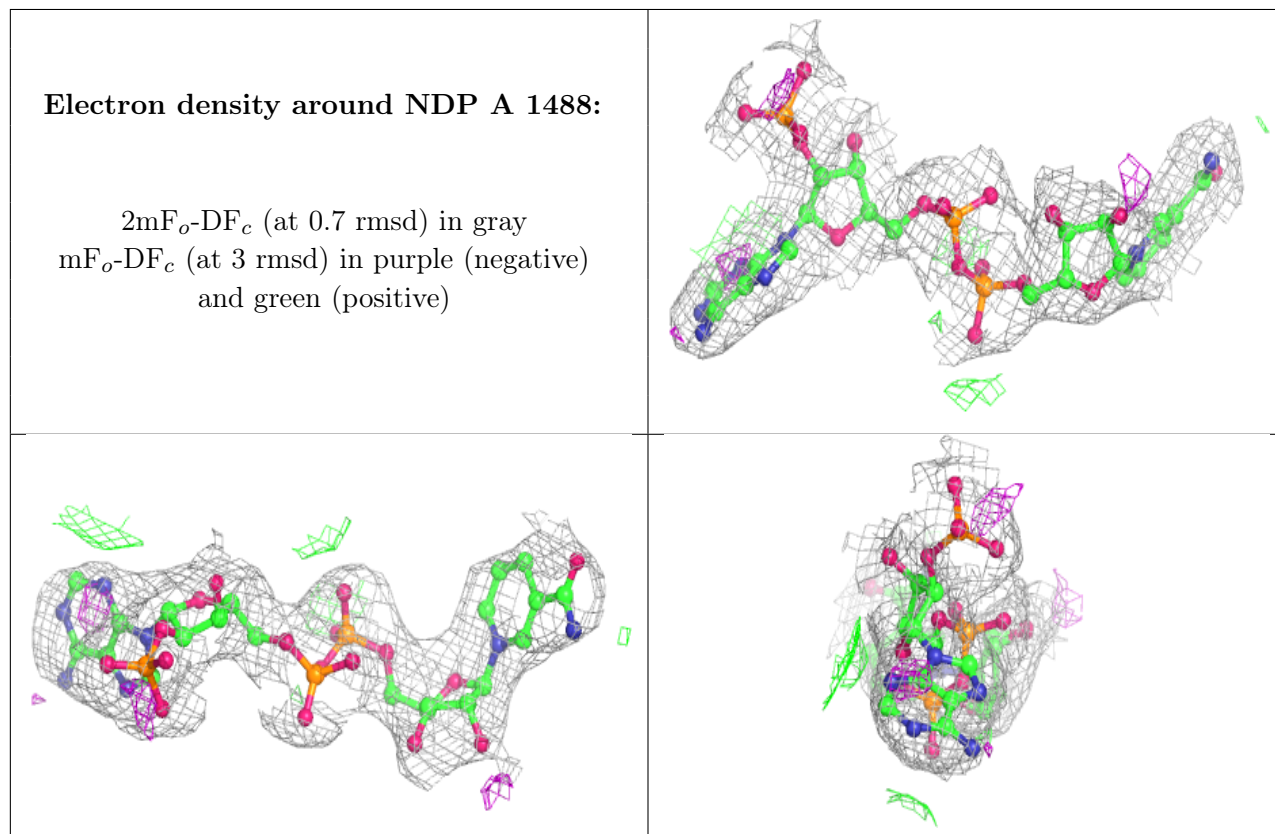 Electron density around NDP A 1488:
2mFo-DFc (at 0.7 rmsd) in gray
mFo-DFc (at 3 rmsd) in purple (negative)
and green (positive)